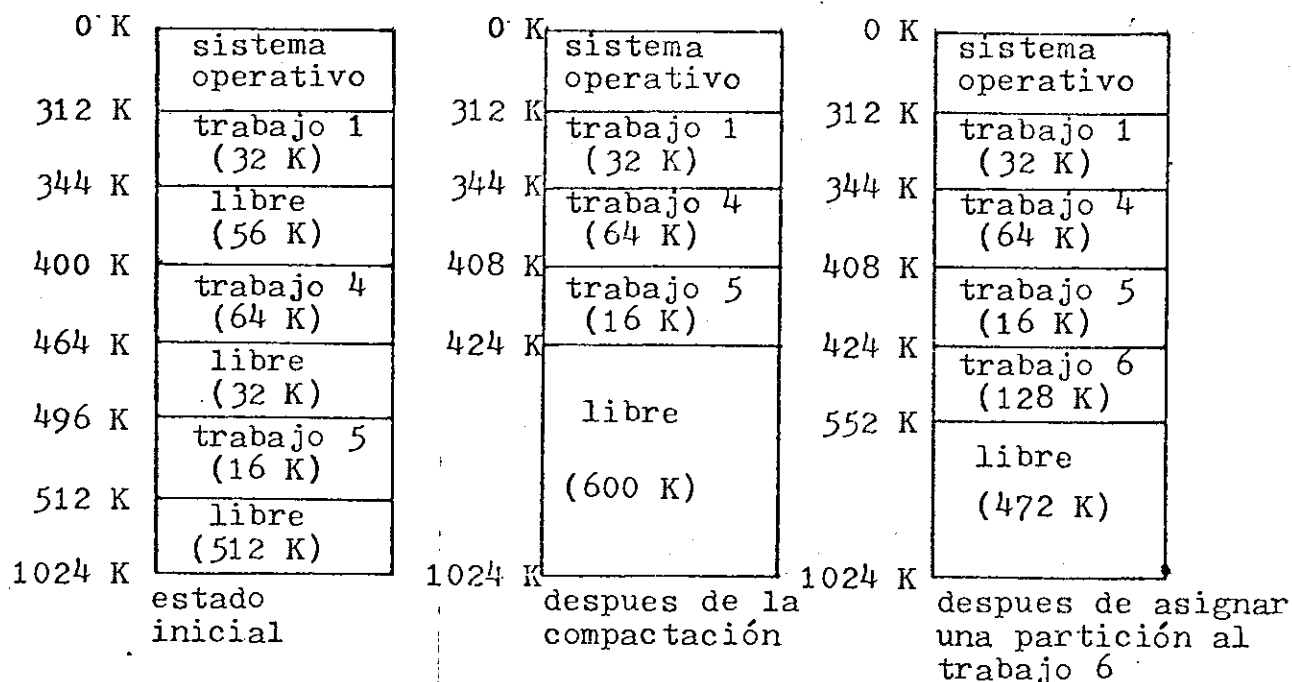 0 K
sistema
operativo
312 K
trabajo 1
(32 K)
344 K
libre
(56 K)
400 K
trabajo 4
(64 K)
464 K
libre
(32 K)
496 K
trabajo 5
(16 K)
512 K
libre
(512 K)
1024 K
estado
inicial
0 K
sistema
operativo
312 K
trabajo 1
(32 K)
344 K
trabajo 4
(64 K)
408 K
trabajo 5
(16 K)
424 K
libre
(600 K)
1024 K
despues de la
compactación
0 K
sistema
operativo
312 K
trabajo 1
(32 K)
344 K
trabajo 4
(64 K)
408 K
trabajo 5
(16 K)
424 K
trabajo 6
(128 K)
552 K
libre
(472 K)
1024 K
despues de asignar
una partición al
trabajo 6